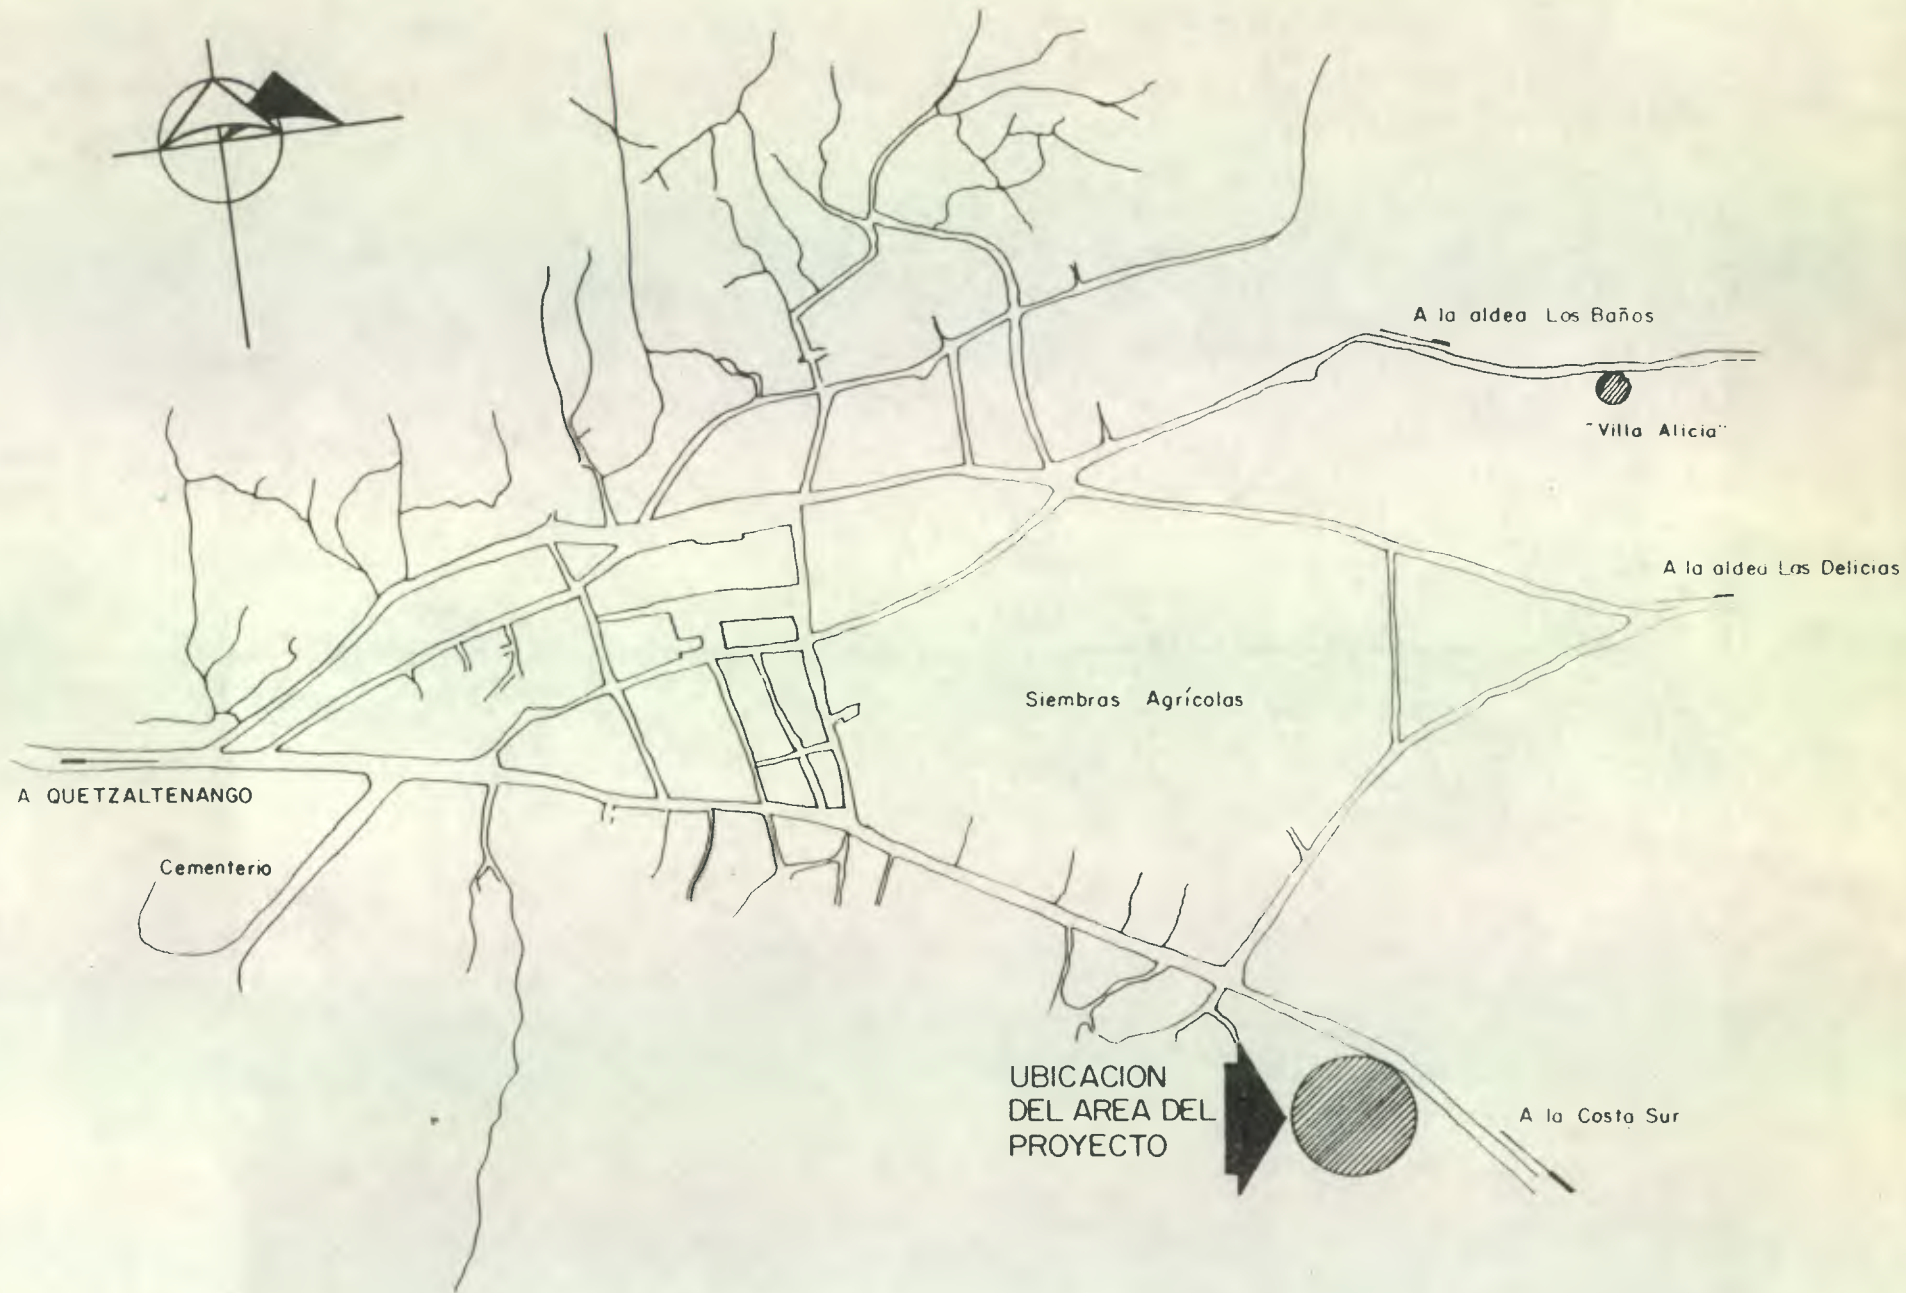 A la aldea Los Baños
"Villa Alicia"
A la aldea Las Delicias
Siembras Agrícolas
A QUETZALTENANGO
Cementerio
UBICACION
DEL AREA DEL
PROYECTO
A la Costa Sur